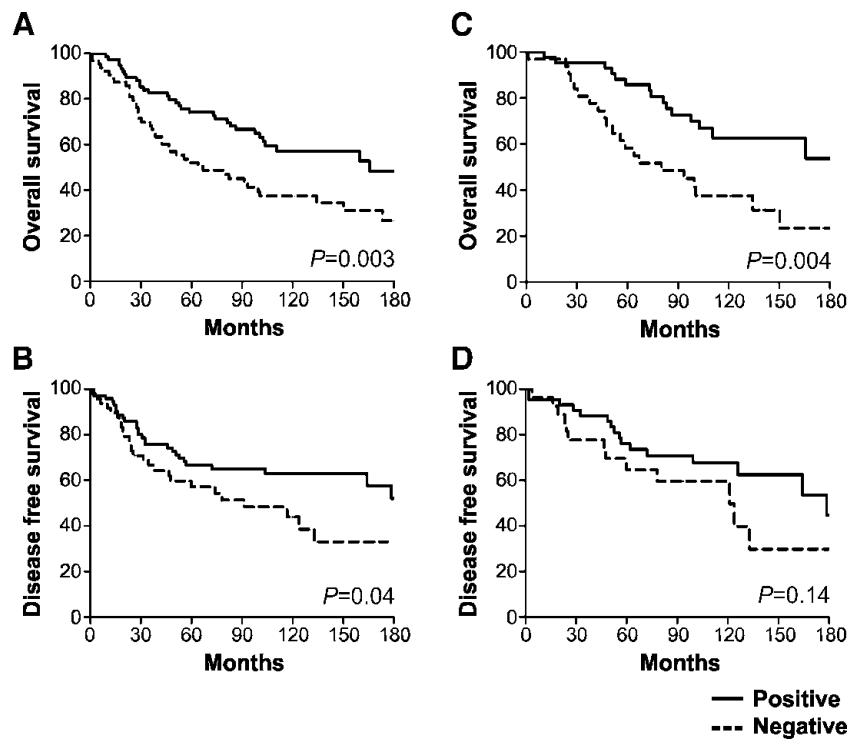 A
Overall survival
100
80
60
40
20
0
P=0.003
0 30 60 90 120 150 180
Months
C
Overall survival
100
80
60
40
20
0
P=0.004
0 30 60 90 120 150 180
Months
B
Disease free survival
100
80
60
40
20
0
P=0.04
0 30 60 90 120 150 180
Months
D
Disease free survival
100
80
60
40
20
0
P=0.14
0 30 60 90 120 150 180
Months
Positive
Negative